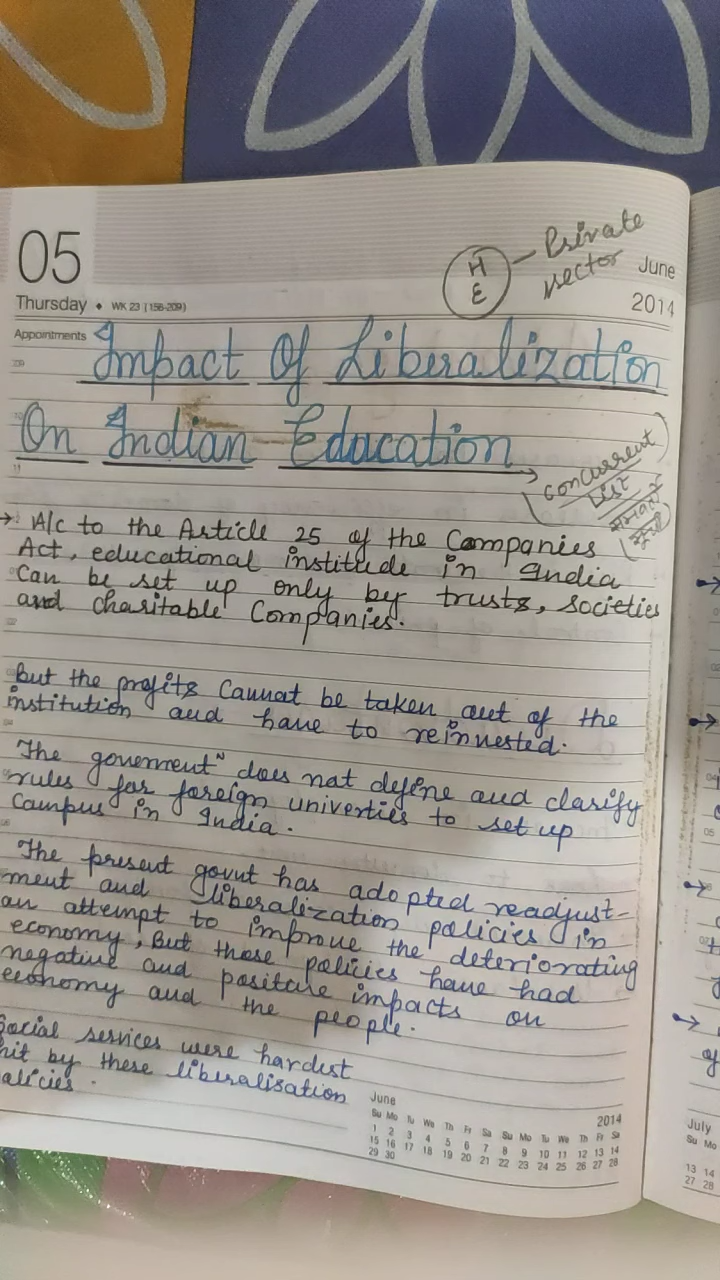 05
Thursday • WK 23 (156-209)
H
E
– Private
sector
June
2014
Appointments
Impact Of Liberalization
On Indian Education
Concurrent
List
09
10
11
→ A/c to the Article 25 of the Companies
Act, educational institude in India
Can be set up only by trusts, societies
and charitable Companies.
But the profits Cannot be taken out of the
institution and have to reinvested.
The government" does not define and clarify
rules for foreign univerties to set up
Campus in India.
The present govnt has adopted readjust-
ment and liberalization policies in
an attempt to improve the deteriorating
economy, But these policies have had
negative and positive impacts on
economy and the people.
Social services were hardest
hit by these liberalisation
alicies.
June 2014
Su Mo Tu We Th Fr Sa Su Mo Tu We Th Fr Sa
1 2 3 4 5 6 7 8 9 10 11 12 13 14
15 16 17 18 19 20 21 22 23 24 25 26 27 28
29 30
July
Su Mo
13 14
27 28